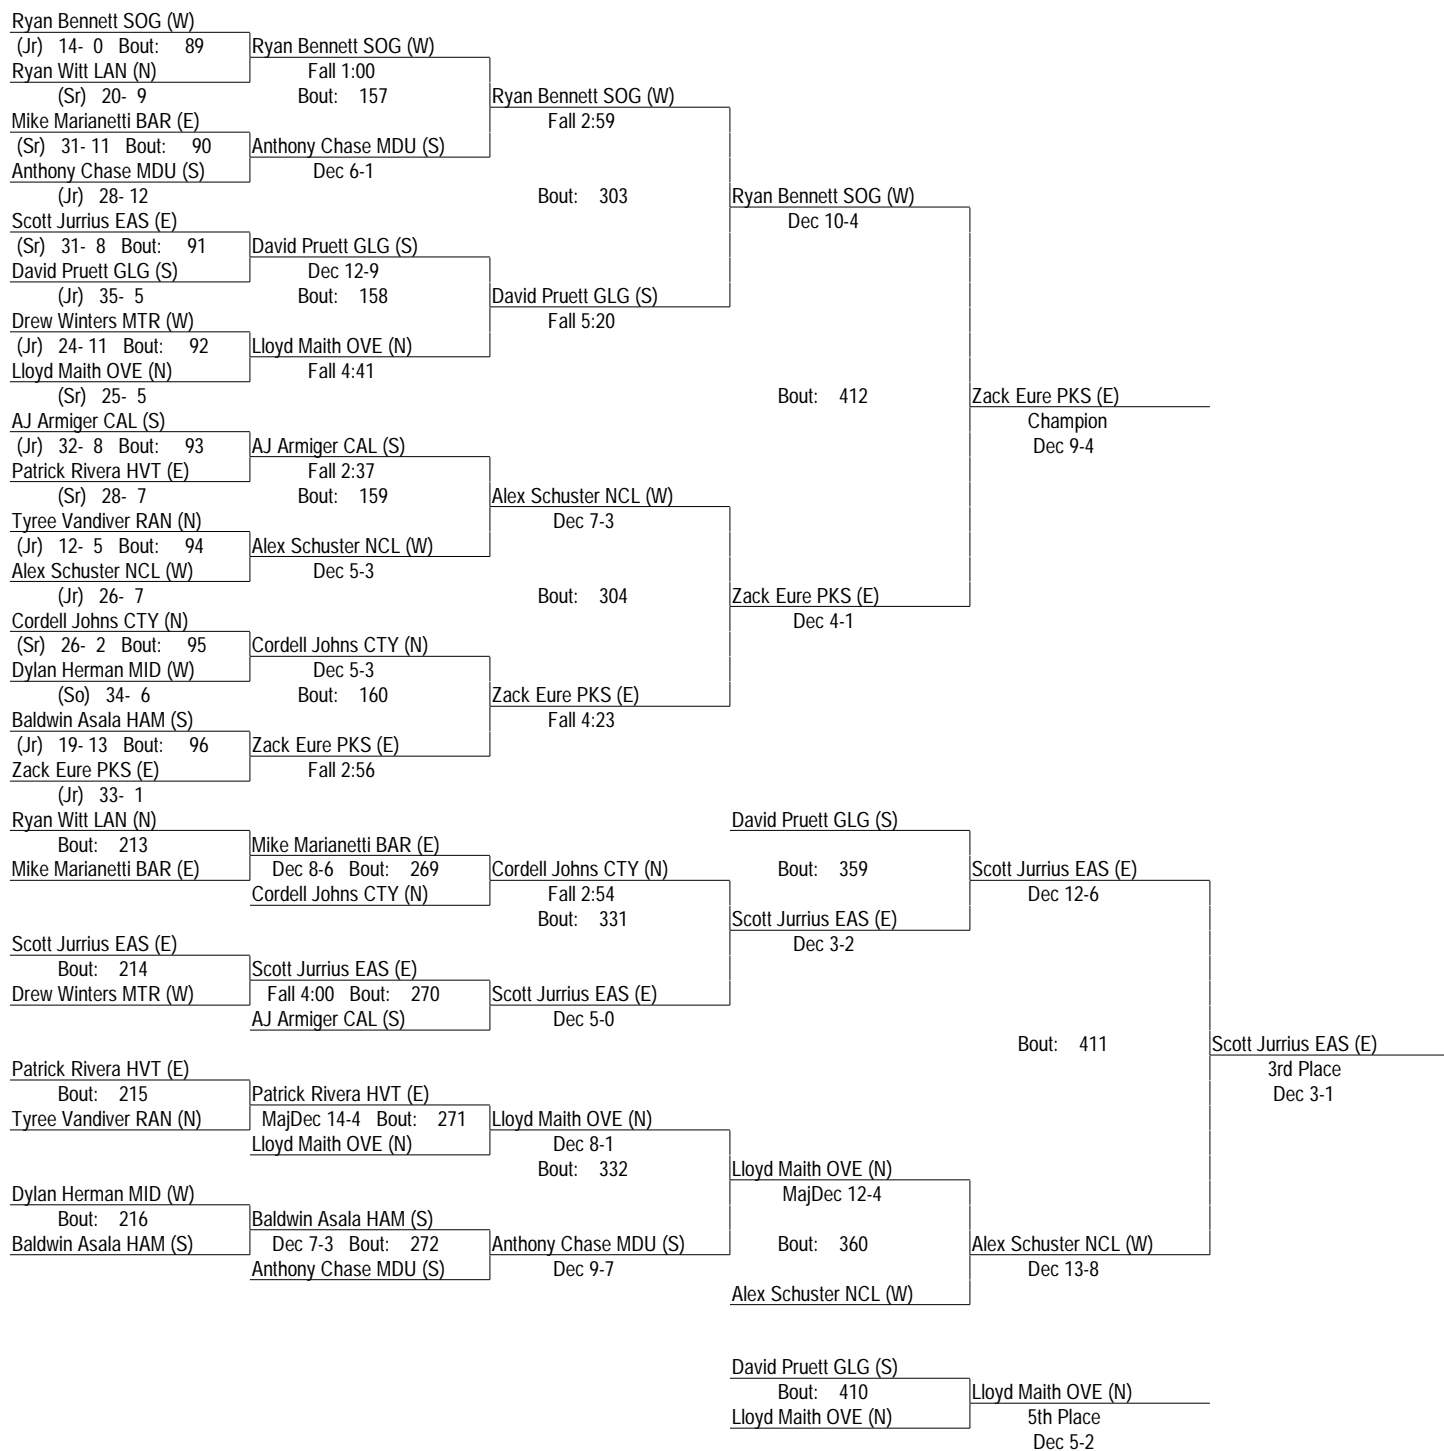 Ryan Bennett SOG (W)
(Jr) 14- 0 Bout: 89 Ryan Bennett SOG (W)
Ryan Witt LAN (N) Fall 1:00
(Sr) 20- 9 Bout: 157 Ryan Bennett SOG (W)
Mike Marianetti BAR (E) Fall 2:59
(Sr) 31- 11 Bout: 90 Anthony Chase MDU (S)
Anthony Chase MDU (S) Dec 6-1
(Jr) 28- 12 Bout: 303 Ryan Bennett SOG (W)
Scott Jurrius EAS (E) Dec 10-4
(Sr) 31- 8 Bout: 91 David Pruett GLG (S)
David Pruett GLG (S) Dec 12-9
(Jr) 35- 5 Bout: 158 David Pruett GLG (S)
Drew Winters MTR (W) Fall 5:20
(Jr) 24- 11 Bout: 92 Lloyd Maith OVE (N)
Lloyd Maith OVE (N) Fall 4:41
(Sr) 25- 5 Bout: 412 Zack Eure PKS (E)
AJ Armiger CAL (S) Champion
(Jr) 32- 8 Bout: 93 AJ Armiger CAL (S) Dec 9-4
Patrick Rivera HVT (E) Fall 2:37
(Sr) 28- 7 Bout: 159 Alex Schuster NCL (W)
Tyree Vandiver RAN (N) Dec 7-3
(Jr) 12- 5 Bout: 94 Alex Schuster NCL (W)
Alex Schuster NCL (W) Dec 5-3
(Jr) 26- 7 Bout: 304 Zack Eure PKS (E)
Cordell Johns CTY (N) Dec 4-1
(Sr) 26- 2 Bout: 95 Cordell Johns CTY (N)
Dylan Herman MID (W) Dec 5-3
(So) 34- 6 Bout: 160 Zack Eure PKS (E)
Baldwin Asala HAM (S) Fall 4:23
(Jr) 19- 13 Bout: 96 Zack Eure PKS (E)
Zack Eure PKS (E) Fall 2:56
(Jr) 33- 1
Ryan Witt LAN (N) David Pruett GLG (S)
Bout: 213 Mike Marianetti BAR (E)
Mike Marianetti BAR (E) Dec 8-6 Bout: 269 Cordell Johns CTY (N) Bout: 359 Scott Jurrius EAS (E)
Cordell Johns CTY (N) Fall 2:54 Dec 12-6
Bout: 331 Scott Jurrius EAS (E)
Scott Jurrius EAS (E) Dec 3-2
Bout: 214 Scott Jurrius EAS (E)
Drew Winters MTR (W) Fall 4:00 Bout: 270 Scott Jurrius EAS (E)
AJ Armiger CAL (S) Dec 5-0
Bout: 411 Scott Jurrius EAS (E)
Patrick Rivera HVT (E) 3rd Place
Bout: 215 Patrick Rivera HVT (E) Dec 3-1
Tyree Vandiver RAN (N) MajDec 14-4 Bout: 271 Lloyd Maith OVE (N)
Lloyd Maith OVE (N) Dec 8-1
Bout: 332 Lloyd Maith OVE (N)
Dylan Herman MID (W) MajDec 12-4
Bout: 216 Baldwin Asala HAM (S)
Baldwin Asala HAM (S) Dec 7-3 Bout: 272 Anthony Chase MDU (S) Bout: 360 Alex Schuster NCL (W)
Anthony Chase MDU (S) Dec 9-7 Dec 13-8
Alex Schuster NCL (W)
David Pruett GLG (S)
Bout: 410 Lloyd Maith OVE (N)
Lloyd Maith OVE (N) 5th Place
Dec 5-2